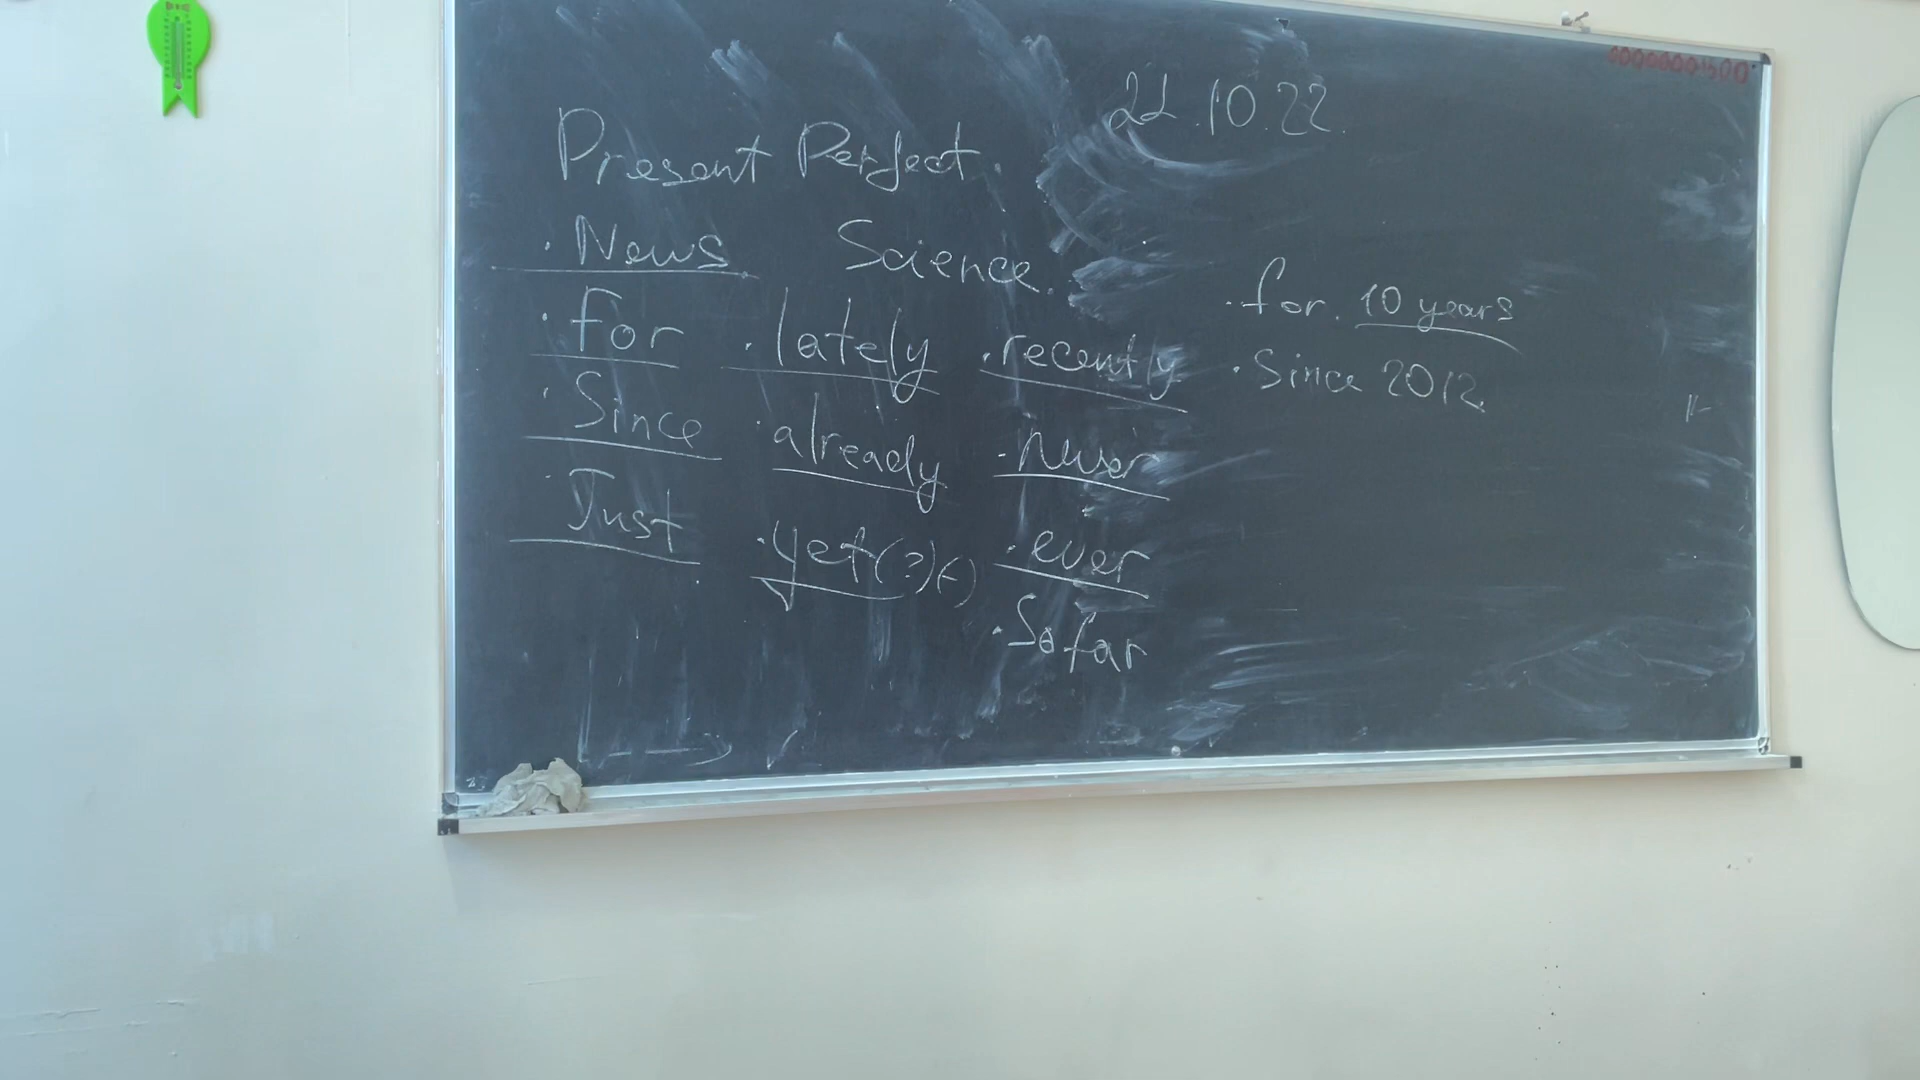 21.10.22.
Present Perfect.
· News Science.
· For · lately · recently
· Since · already · never
· Just · yet (?) (-) · ever
· So far
· for. 10 years
· Since 2012